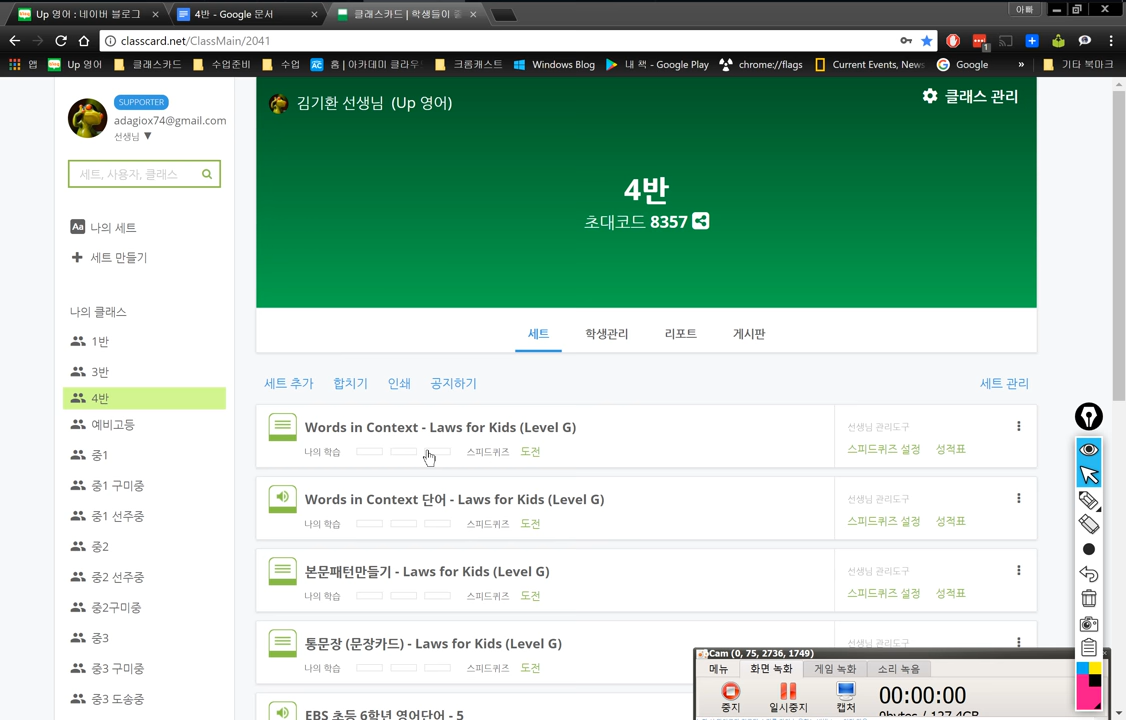 Up 영어 : 네이버 블로그
4반 - Google 문서
클래스카드 | 학생들이
아빠
classcard.net/ClassMain/2041
앱
Up 영어
클래스카드
수업준비
수업
홈 | 아카데미 클라우
크롬캐스트
Windows Blog
내 책 - Google Play
chrome://flags
Current Events, News
Google
»
기타 북마크
SUPPORTER
adagiox74@gmail.com
선생님 ▼
세트, 사용자, 클래스
Aa 나의 세트
세트 만들기
나의 클래스
1반
3반
4반
예비고등
중1
중1 구미중
중1 선주중
중2
중2 선주중
중2구미중
중3
중3 구미중
중3 도송중
김기환 선생님 (Up 영어)
클래스 관리
4반
초대코드 8357
세트
학생관리
리포트
게시판
세트 추가
합치기
인쇄
공지하기
세트 관리
Words in Context - Laws for Kids (Level G)
나의 학습 스피드퀴즈 도전
선생님 관리도구
스피드퀴즈 설정 성적표
Words in Context 단어 - Laws for Kids (Level G)
나의 학습 스피드퀴즈 도전
선생님 관리도구
스피드퀴즈 설정 성적표
본문패턴만들기 - Laws for Kids (Level G)
나의 학습 스피드퀴즈 도전
선생님 관리도구
스피드퀴즈 설정 성적표
통문장 (문장카드) - Laws for Kids (Level G)
나의 학습 스피드퀴즈 도전
선생님 관리도구
EBS 초등 6학년 영어단어 - 5
1
oCam (0, 75, 2736, 1749)
메뉴
화면 녹화
게임 녹화
소리 녹음
중지
일시중지
캡처
00:00:00
0bytes / 127.4GB